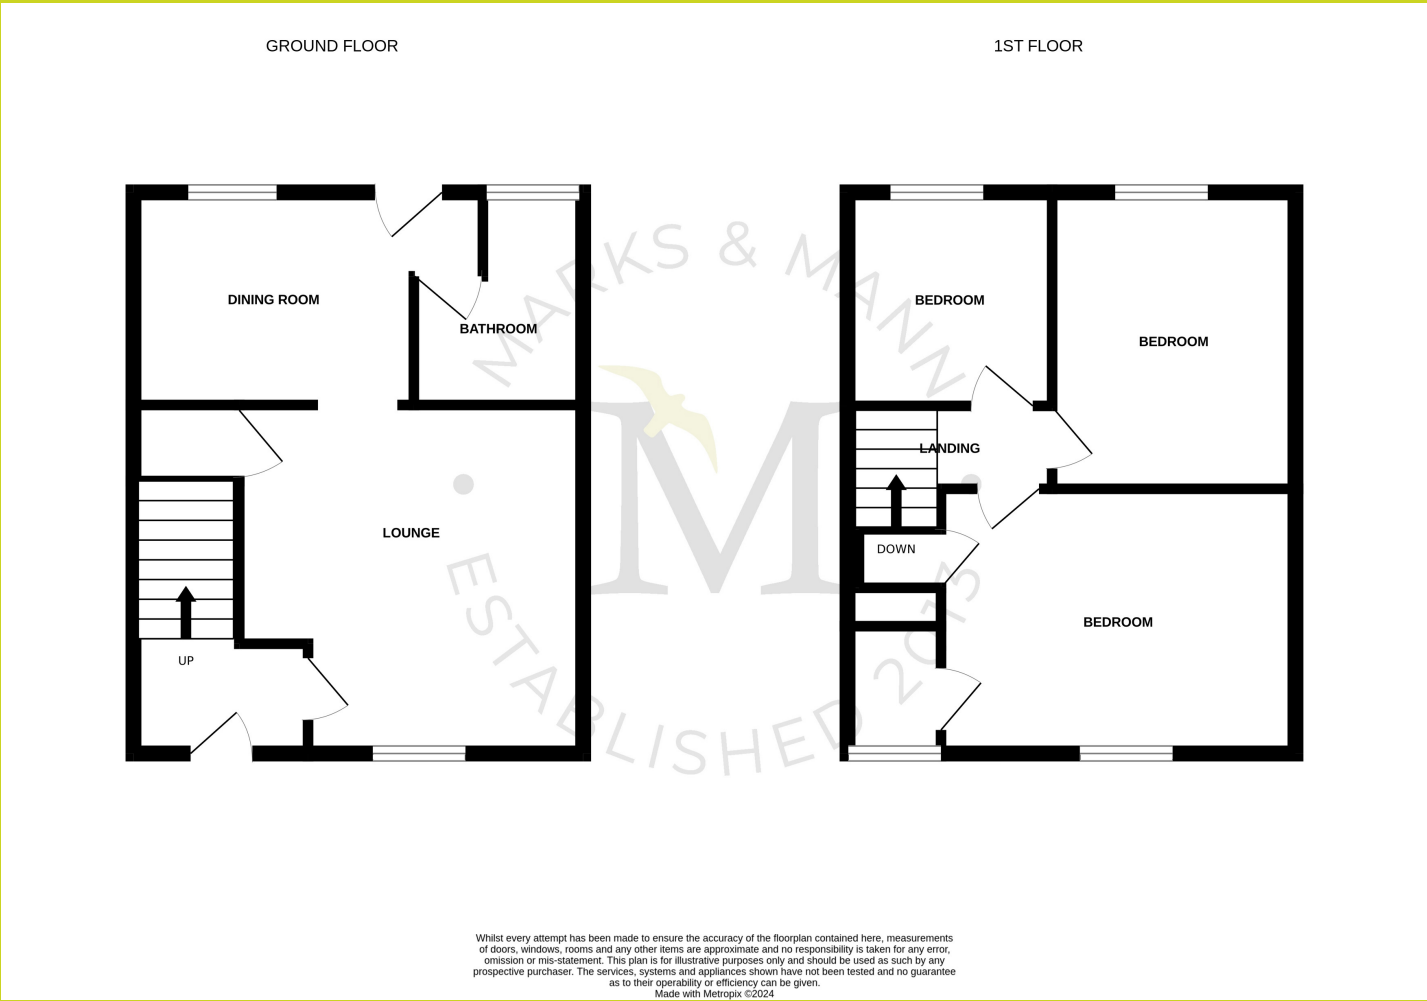 GROUND FLOOR
1ST FLOOR
DINING ROOM
BATHROOM
LOUNGE
UP
BEDROOM
BEDROOM
LANDING
DOWN
BEDROOM
MARKS & MANN
M
ESTABLISHED 2013
Whilst every attempt has been made to ensure the accuracy of the floorplan contained here, measurements
of doors, windows, rooms and any other items are approximate and no responsibility is taken for any error,
omission or mis-statement. This plan is for illustrative purposes only and should be used as such by any
prospective purchaser. The services, systems and appliances shown have not been tested and no guarantee
as to their operability or efficiency can be given.
Made with Metropix ©2024